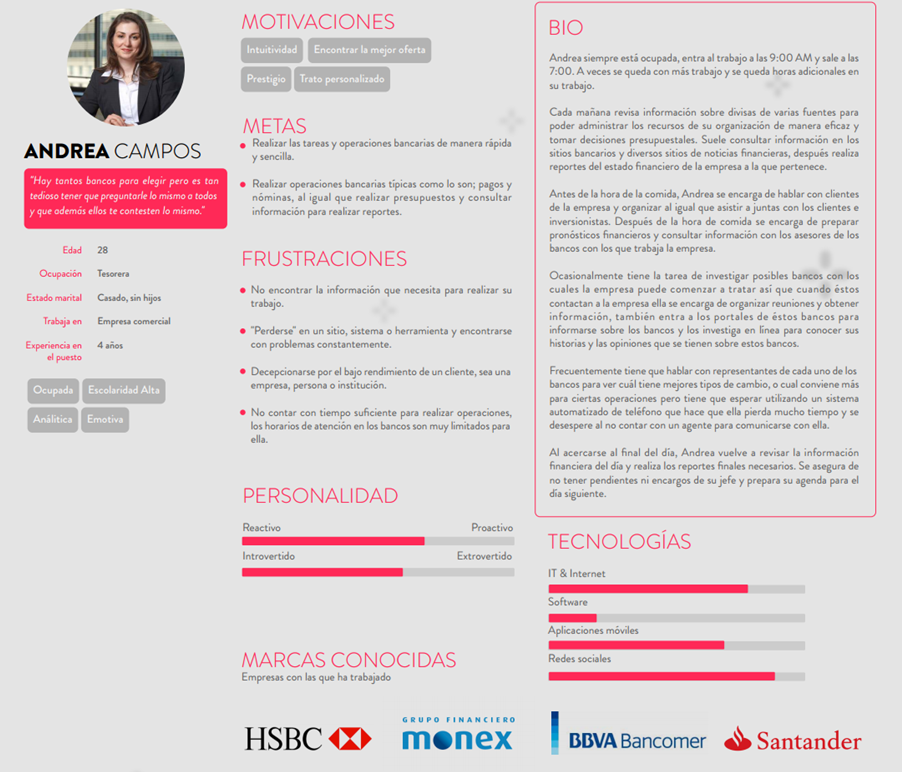 ANDREA CAMPOS
"Hay tantos bancos para elegir pero es tan
tedioso tener que preguntarle lo mismo a todos
y que además ellos te contesten lo mismo."
Edad 28
Ocupación Tesorera
Estado marital Casado, sin hijos
Trabaja en Empresa comercial
Experiencia en
el puesto 4 años
Ocupada Escolaridad Alta
Análitica Emotiva
MOTIVACIONES
Intuitividad Encontrar la mejor oferta
Prestigio Trato personalizado
METAS
Realizar las tareas y operaciones bancarias de manera rápida
y sencilla.
Realizar operaciones bancarias típicas como lo son; pagos y
nóminas, al igual que realizar presupuestos y consultar
información para realizar reportes.
FRUSTRACIONES
No encontrar la información que necesita para realizar su
trabajo.
"Perderse" en un sitio, sistema o herramienta y encontrarse
con problemas constantemente.
Decepcionarse por el bajo rendimiento de un cliente, sea una
empresa, persona o institución.
No contar con tiempo suficiente para realizar operaciones,
los horarios de atención en los bancos son muy limitados para
ella.
PERSONALIDAD
Reactivo Proactivo
Introvertido Extrovertido
BIO
Andrea siempre está ocupada, entra al trabajo a las 9:00 AM y sale a las
7:00. A veces se queda con más trabajo y se queda horas adicionales en
su trabajo.
Cada mañana revisa información sobre divisas de varias fuentes para
poder administrar los recursos de su organización de manera eficaz y
tomar decisiones presupuestales. Suele consultar información en los
sitios bancarios y diversos sitios de noticias financieras, después realiza
reportes del estado financiero de la empresa a la que pertenece.
Antes de la hora de la comida, Andrea se encarga de hablar con clientes
de la empresa y organizar al igual que asistir a juntas con los clientes e
inversionistas. Después de la hora de comida se encarga de preparar
pronósticos financieros y consultar información con los asesores de los
bancos con los que trabaja la empresa.
Ocasionalmente tiene la tarea de investigar posibles bancos con los
cuales la empresa puede comenzar a tratar así que cuando éstos
contactan a la empresa ella se encarga de organizar reuniones y obtener
información, también entra a los portales de éstos bancos para
informarse sobre los bancos y los investiga en línea para conocer sus
historias y las opiniones que se tienen sobre estos bancos.
Frecuentemente tiene que hablar con representantes de cada uno de los
bancos para ver cuál tiene mejores tipos de cambio, o cual conviene más
para ciertas operaciones pero tiene que esperar utilizando un sistema
automatizado de teléfono que hace que ella pierda mucho tiempo y se
desespere al no contar con un agente para comunicarse con ella.
Al acercarse al final del día, Andrea vuelve a revisar la información
financiera del día y realiza los reportes finales necesarios. Se asegura de
no tener pendientes ni encargos de su jefe y prepara su agenda para el
día siguiente.
TECNOLOGÍAS
IT & Internet
Software
Aplicaciones móviles
Redes sociales
MARCAS CONOCIDAS
Empresas con las que ha trabajado
HSBC
GRUPO FINANCIERO
monex
BBVA Bancomer
Santander